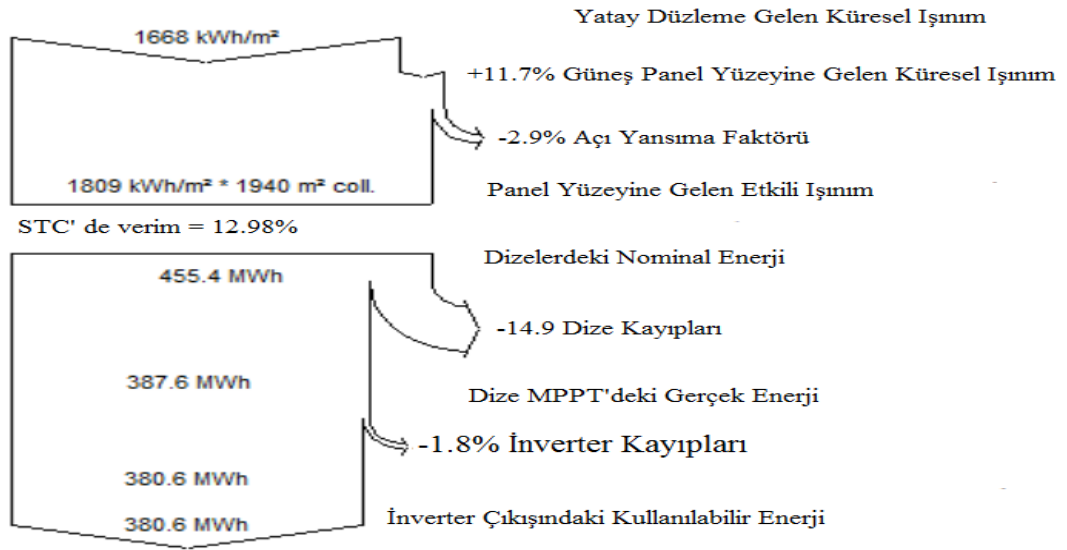 Yatay Düzleme Gelen Küresel Işınım
1668 kWh/m²
+11.7% Güneş Panel Yüzeyine Gelen Küresel Işınım
-2.9% Açı Yansıma Faktörü
1809 kWh/m² * 1940 m² coll.
Panel Yüzeyine Gelen Etkili Işınım
STC' de verim = 12.98%
Dizelerdeki Nominal Enerji
455.4 MWh
-14.9 Dize Kayıpları
387.6 MWh
Dize MPPT'deki Gerçek Enerji
-1.8% İnverter Kayıpları
380.6 MWh
380.6 MWh
İnverter Çıkışındaki Kullanılabilir Enerji